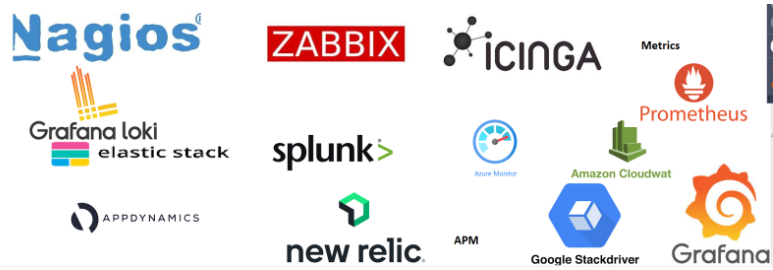 Nagios®
ZABBIX
ICINGA
Metrics
Prometheus
Grafana loki
elastic stack
splunk>
Azure Monitor
Amazon Cloudwat
APPDYNAMICS
new relic.
APM
Google Stackdriver
Grafana